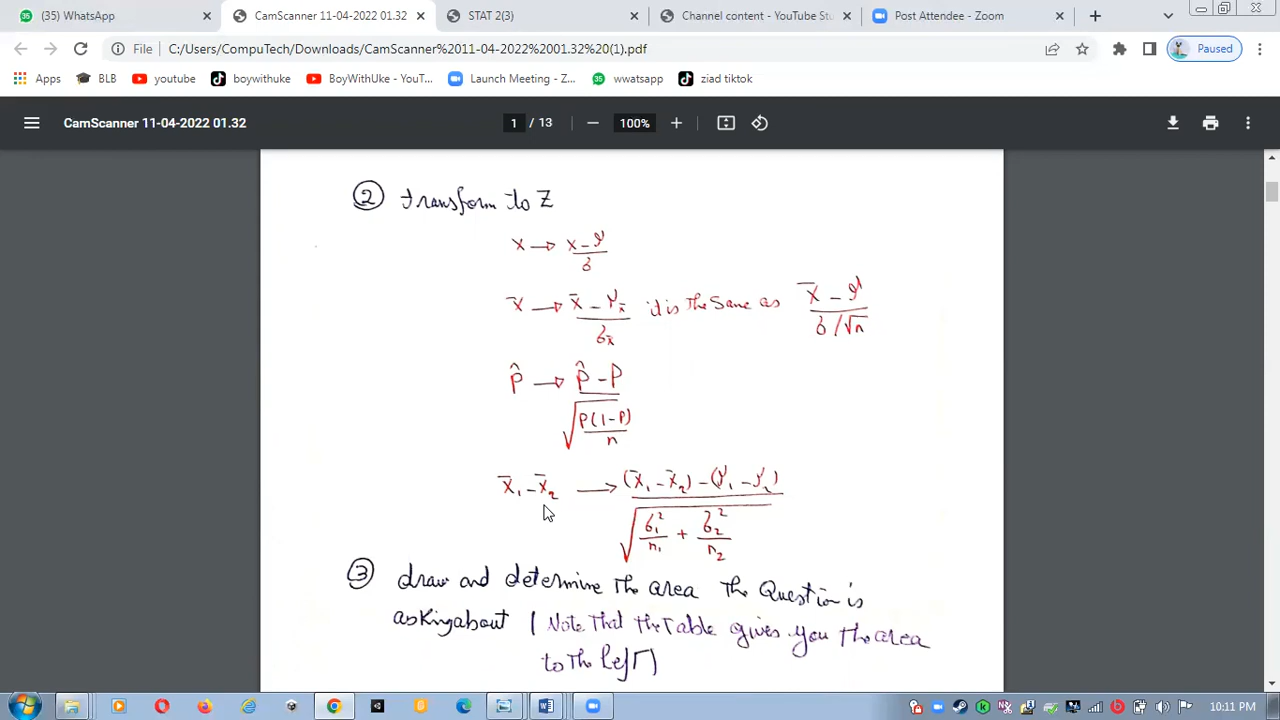 (35) WhatsApp
CamScanner 11-04-2022 01.32
STAT 2(3)
Channel content - YouTube Stu
Post Attendee - Zoom
File
C:/Users/CompuTech/Downloads/CamScanner%2011-04-2022%2001.32%20(1).pdf
Paused
Apps
BLB
youtube
boywithuke
BoyWithUke - YouT...
Launch Meeting - Z...
wwatsapp
ziad tiktok
CamScanner 11-04-2022 01.32
1 / 13
100%
② transform to Z
x → (x - μ) / σ
x̄ → (x̄ - μx̄) / σx̄ it is the same as (x̄ - μ) / (σ/√n)
p̂ → (p̂ - P) / √(P(1-P)/n)
x̄₁ - x̄₂ → ((x̄₁ - x̄₂) - (μ₁ - μ₂)) / √(σ₁²/n₁ + σ₂²/n₂)
③ draw and determine the area the Question is
asking about ( Note that the Table gives you the area
to the left)
10:11 PM